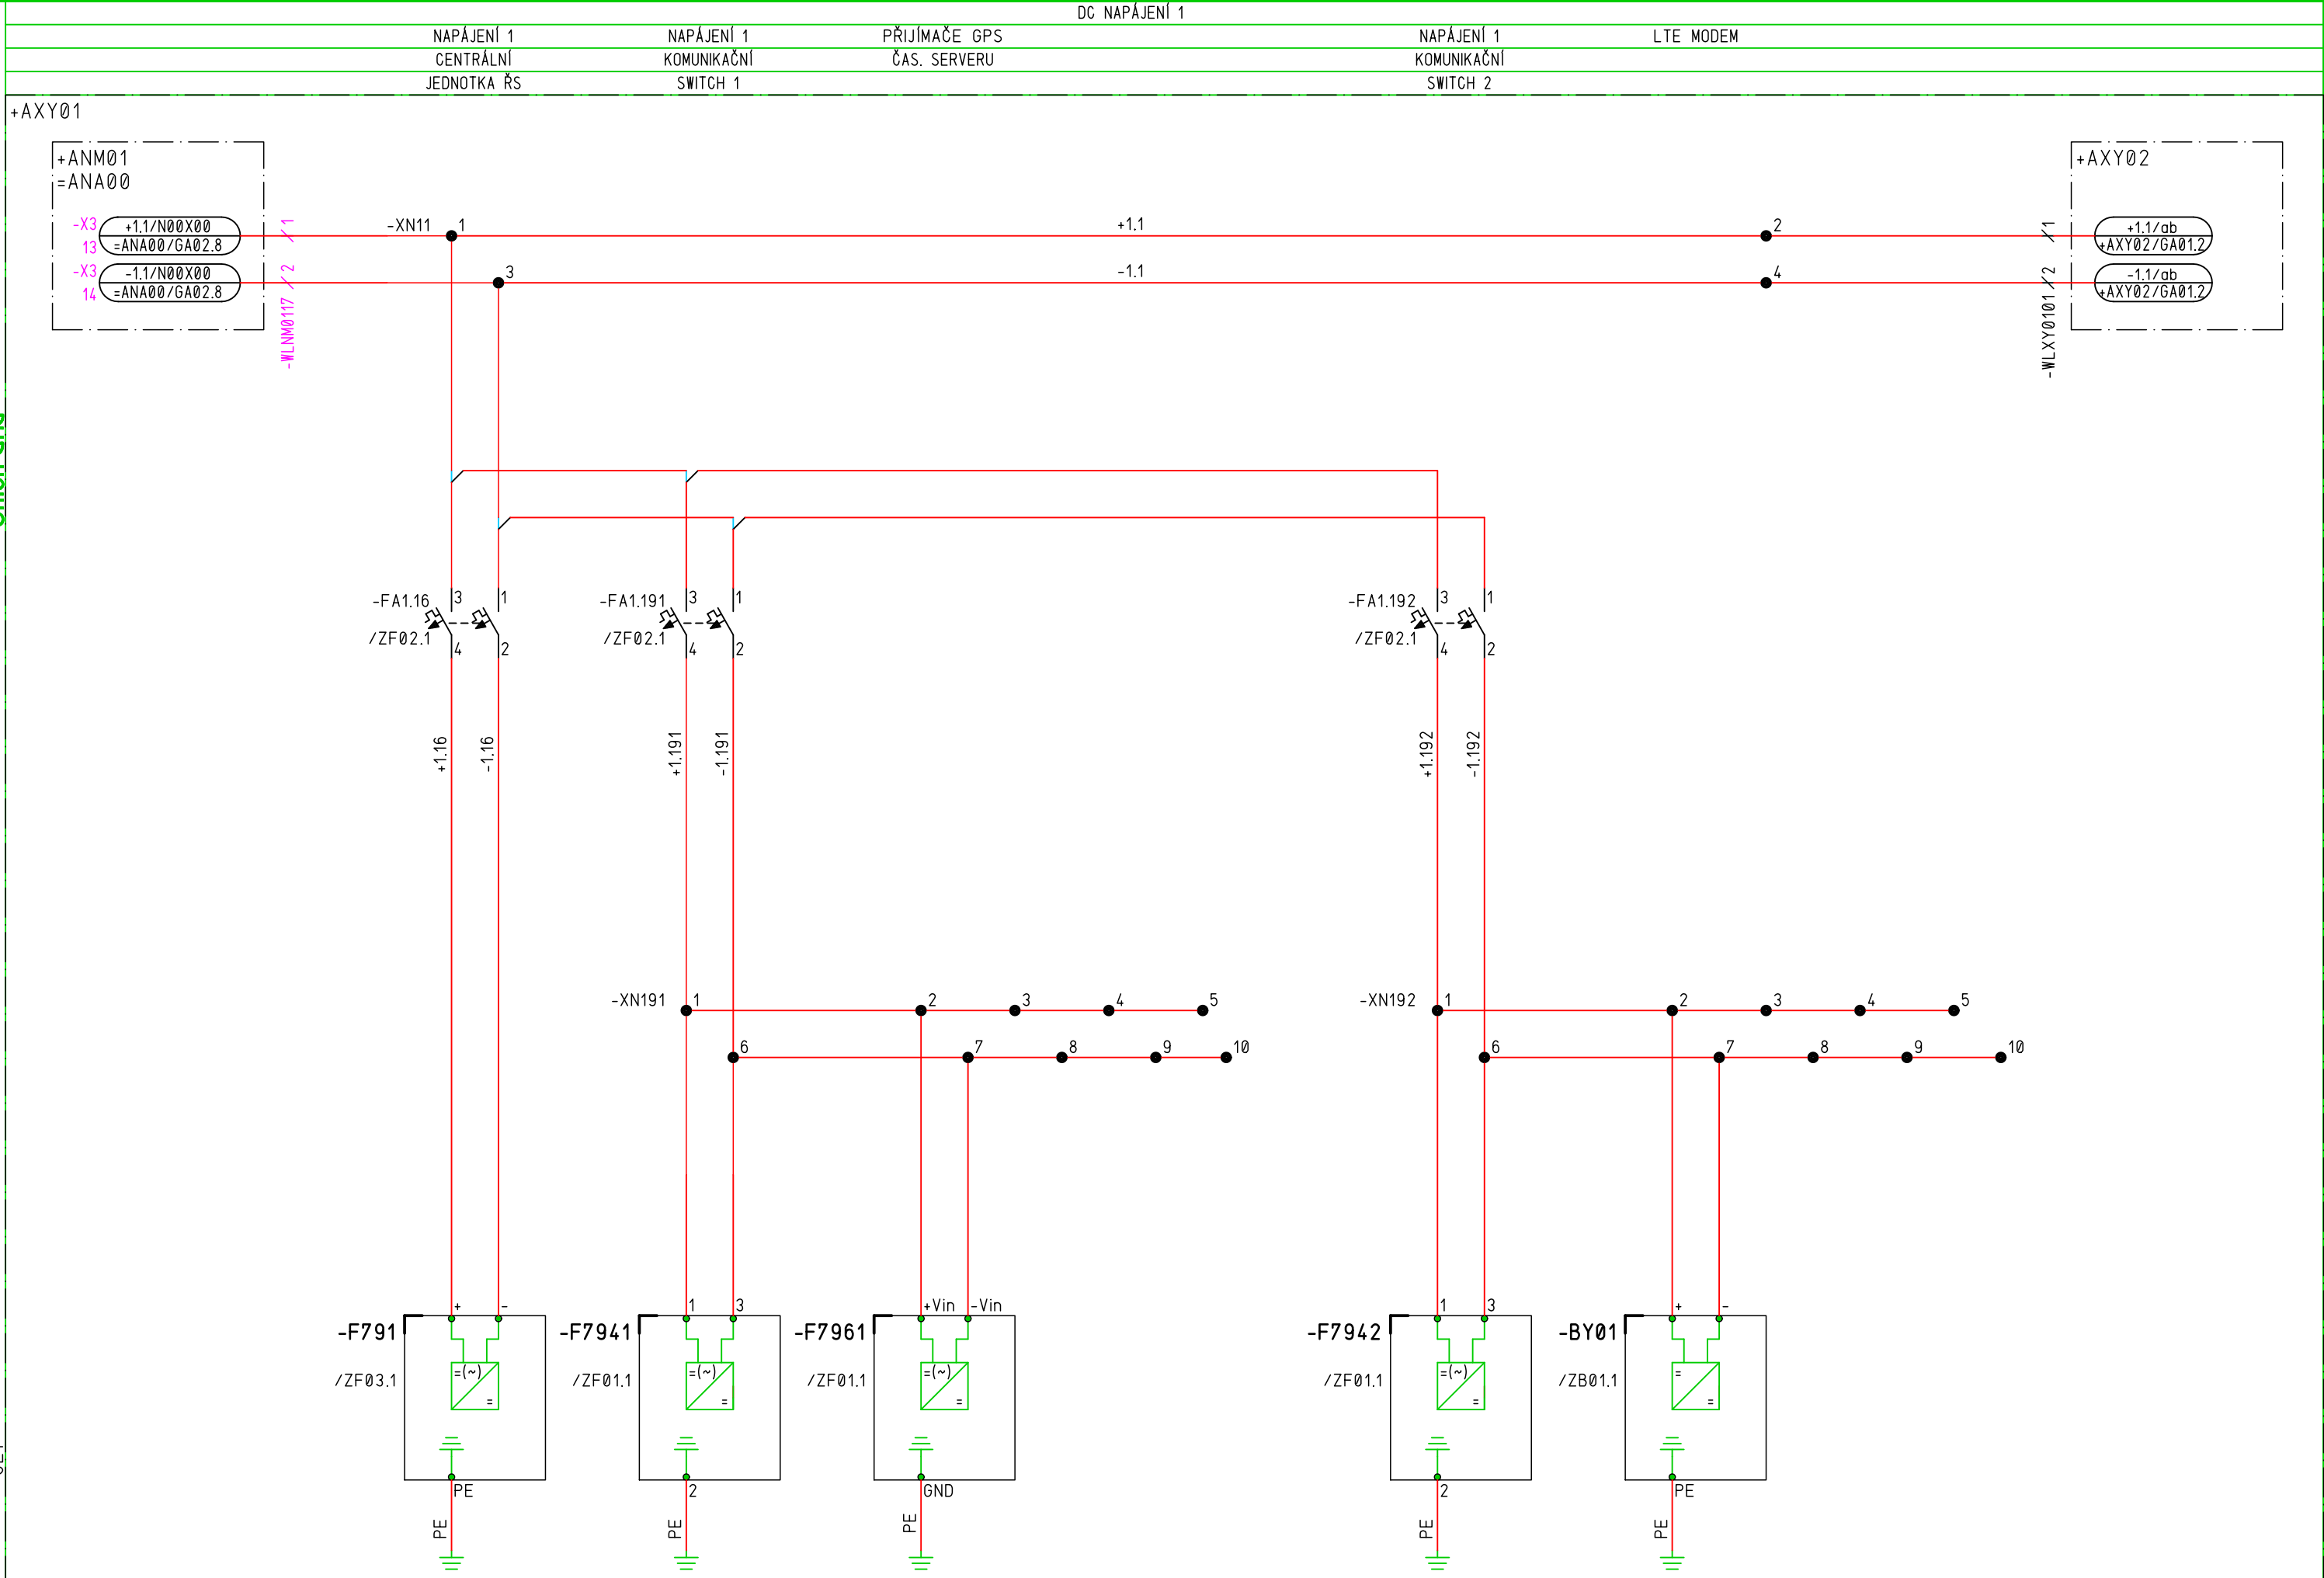 DC NAPÁJENÍ 1
NAPÁJENÍ 1 NAPÁJENÍ 1 PŘIJÍMAČE GPS NAPÁJENÍ 1 LTE MODEM
CENTRÁLNÍ KOMUNIKAČNÍ ČAS. SERVERU KOMUNIKAČNÍ
JEDNOTKA ŘS SWITCH 1 SWITCH 2
+AXY01
+ANM01 +AXY02
=ANA00
-X3 +1.1/N00X00 /1 -XN11 1 +1.1 2 /1 +1.1/ab
13 =ANA00/GA02.8 +AXY02/GA01.2
-X3 -1.1/N00X00 /2 3 -1.1 4 /2 -1.1/ab
14 =ANA00/GA02.8 +AXY02/GA01.2
-WLNM0117 -WLXY0101
-FA1.16 3 1 -FA1.191 3 1 -FA1.192 3 1
/ZF02.1 4 2 /ZF02.1 4 2 /ZF02.1 4 2
+1.16 -1.16 +1.191 -1.191 +1.192 -1.192
-XN191 1 2 3 4 5 -XN192 1 2 3 4 5
6 7 8 9 10 6 7 8 9 10
+ - 1 3 +Vin -Vin 1 3 + -
-F791 -F7941 -F7961 -F7942 -BY01
/ZF03.1 =(~) = /ZF01.1 =(~) = /ZF01.1 =(~) = /ZF01.1 =(~) = /ZB01.1 = =
PE 2 GND 2 PE
PE PE PE PE PE